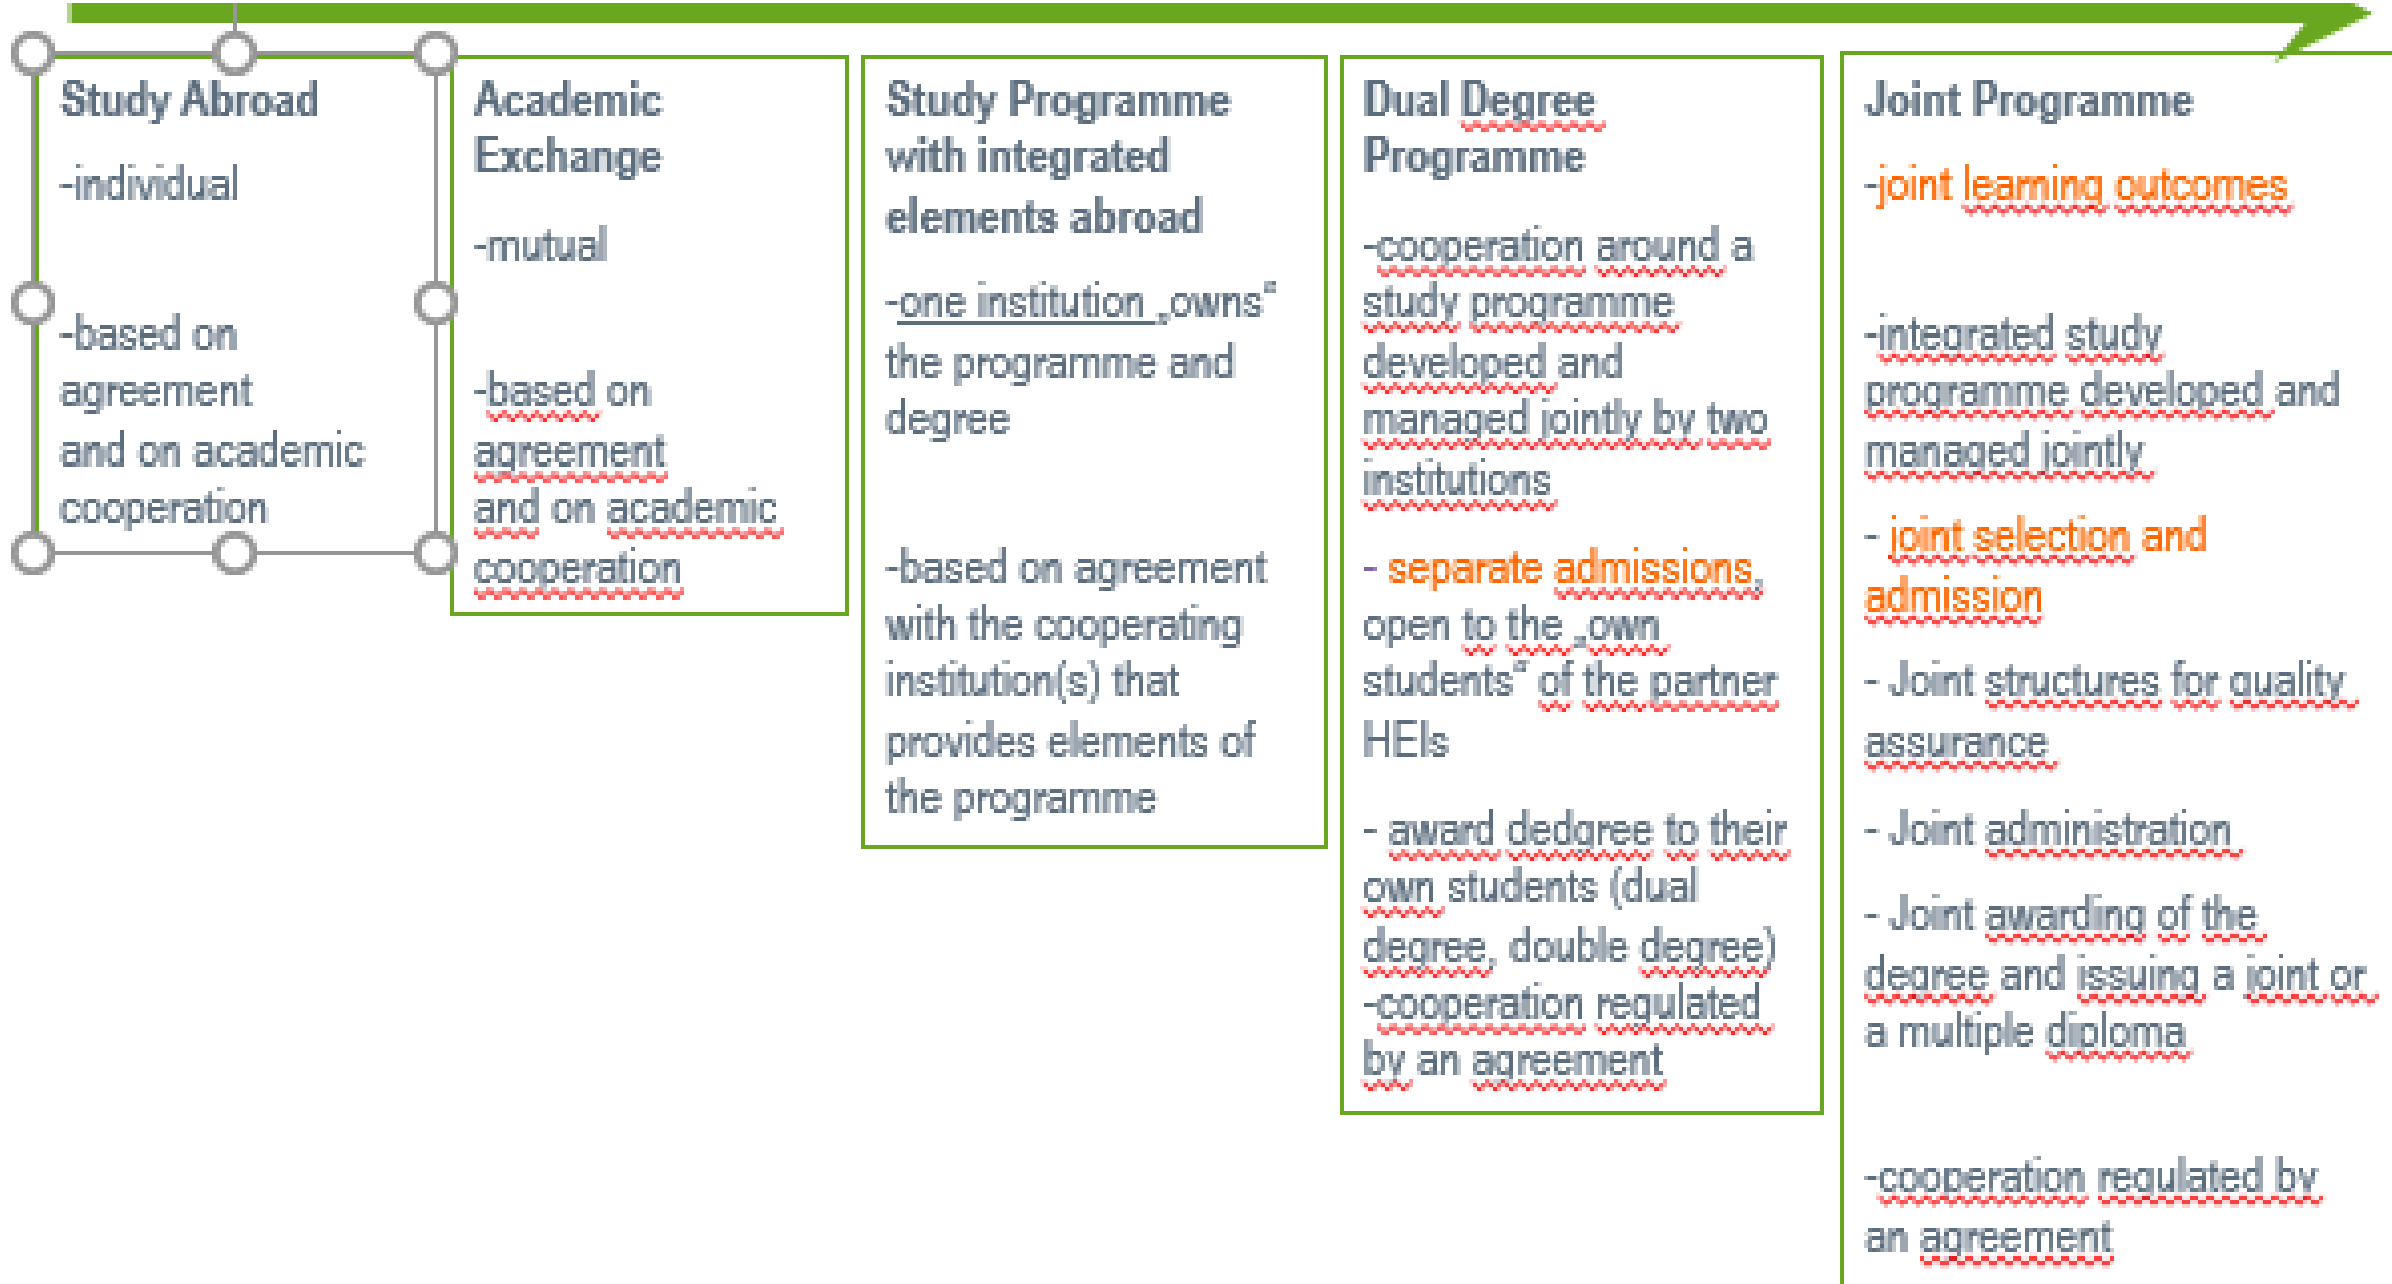 Study Abroad
-individual
-based on
agreement
and on academic
cooperation
Academic
Exchange
-mutual
-based on
agreement
and on academic
cooperation
Study Programme
with integrated
elements abroad
-one institution „owns“
the programme and
degree
-based on agreement
with the cooperating
institution(s) that
provides elements of
the programme
Dual Degree
Programme
-cooperation around a
study programme
developed and
managed jointly by two
institutions
- separate admissions,
open to the „own
students“ of the partner
HEIs
- award dedgree to their
own students (dual
degree, double degree)
-cooperation regulated
by an agreement
Joint Programme
-joint learning outcomes
-integrated study
programme developed and
managed jointly
- joint selection and
admission
- Joint structures for quality
assurance
- Joint administration
- Joint awarding of the
degree and issuing a joint or
a multiple diploma
-cooperation regulated by
an agreement